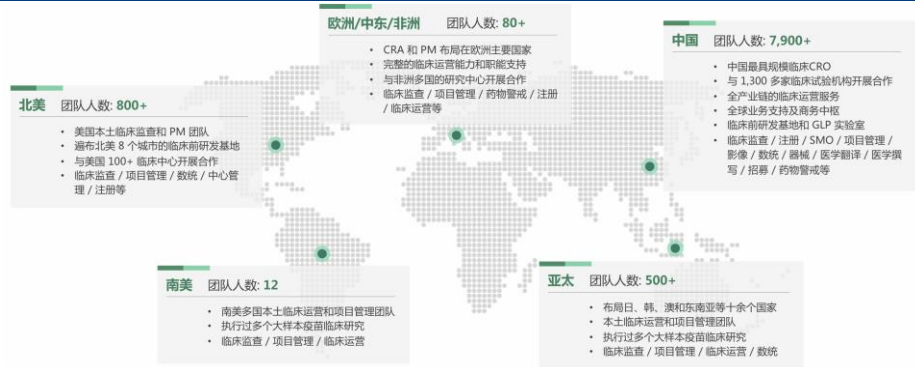 欧洲/中东/非洲 团队人数: 80+
• CRA 和 PM 布局在欧洲主要国家
• 完整的临床运营能力和职能支持
• 与非洲多国的研究中心开展合作
• 临床监查 / 项目管理 / 药物警戒 / 注册
/ 临床运营等
中国 团队人数: 7,900+
• 中国最具规模临床CRO
• 与 1,300 多家临床试验机构开展合作
• 全产业链的临床运营服务
• 全球业务支持及商务中枢
• 临床前研发基地和 GLP 实验室
• 临床监查 / 注册 / SMO / 项目管理 /
影像 / 数统 / 器械 / 医学翻译 / 医学撰
写 / 招募 / 药物警戒等
北美 团队人数: 800+
• 美国本土临床监查和 PM 团队
• 遍布北美 8 个城市的临床前研发基地
• 与美国 100+ 临床中心开展合作
• 临床监查 / 项目管理 / 数统 / 中心管
理 / 注册等
南美 团队人数: 12
• 南美多国本土临床运营和项目管理团队
• 执行过多个大样本疫苗临床研究
• 临床监查 / 项目管理 / 临床运营
亚太 团队人数: 500+
• 布局日、韩、澳和东南亚等十余个国家
• 本土临床运营和项目管理团队
• 执行过多个大样本疫苗临床研究
• 临床监查 / 项目管理 / 临床运营 / 数统